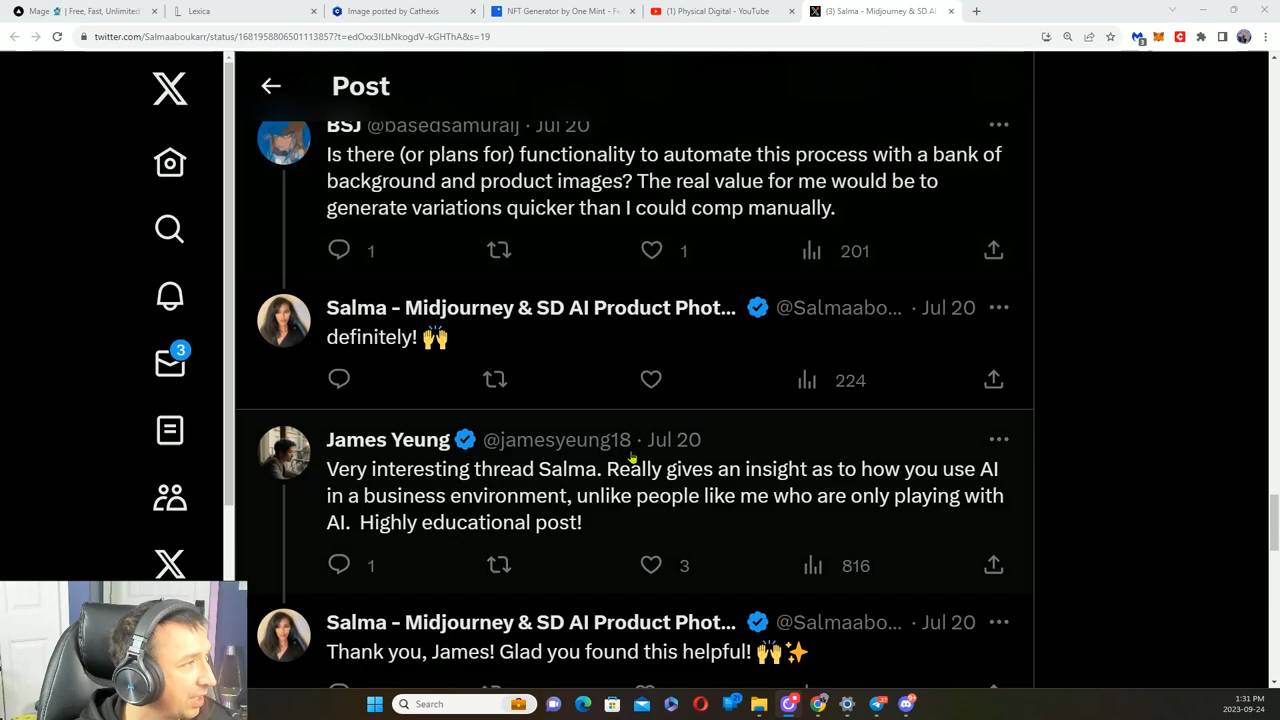 Mage 🧙 | Free, Fast, Unlimited
Lexica
Image posted by Cathexis
NFT Generator by One Mint - Fr
(1) Physical Digital - YouTube
(3) Salma - Midjourney & SD AI
twitter.com/Salmaaboukarr/status/1681958806501113857?t=edOxx3ILbNkogdV-kGHThA&s=19
3
Post
BSJ @basedsamuraij · Jul 20
Is there (or plans for) functionality to automate this process with a bank of
background and product images? The real value for me would be to
generate variations quicker than I could comp manually.
1 1 201
Salma - Midjourney & SD AI Product Phot... @Salmaabo... · Jul 20
definitely! 🙌
224
3
James Yeung @jamesyeung18 · Jul 20
Very interesting thread Salma. Really gives an insight as to how you use AI
in a business environment, unlike people like me who are only playing with
AI. Highly educational post!
1 3 816
Salma - Midjourney & SD AI Product Phot... @Salmaabo... · Jul 20
Thank you, James! Glad you found this helpful! 🙌✨
Search
1:31 PM
2023-09-24